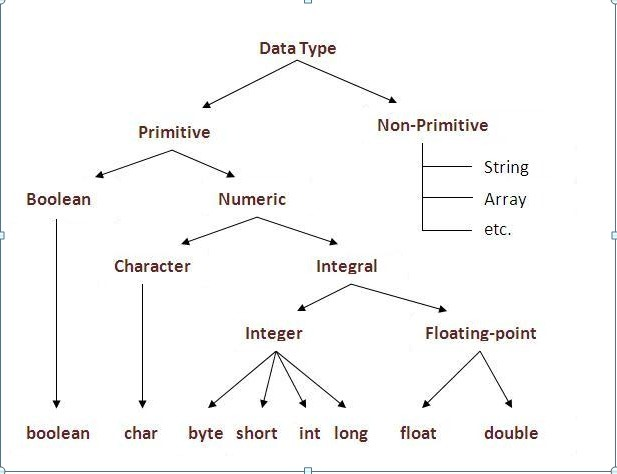 Data Type
Primitive
Non-Primitive
String
Boolean
Numeric
Array
etc.
Character
Integral
Integer
Floating-point
boolean char byte short int long float double